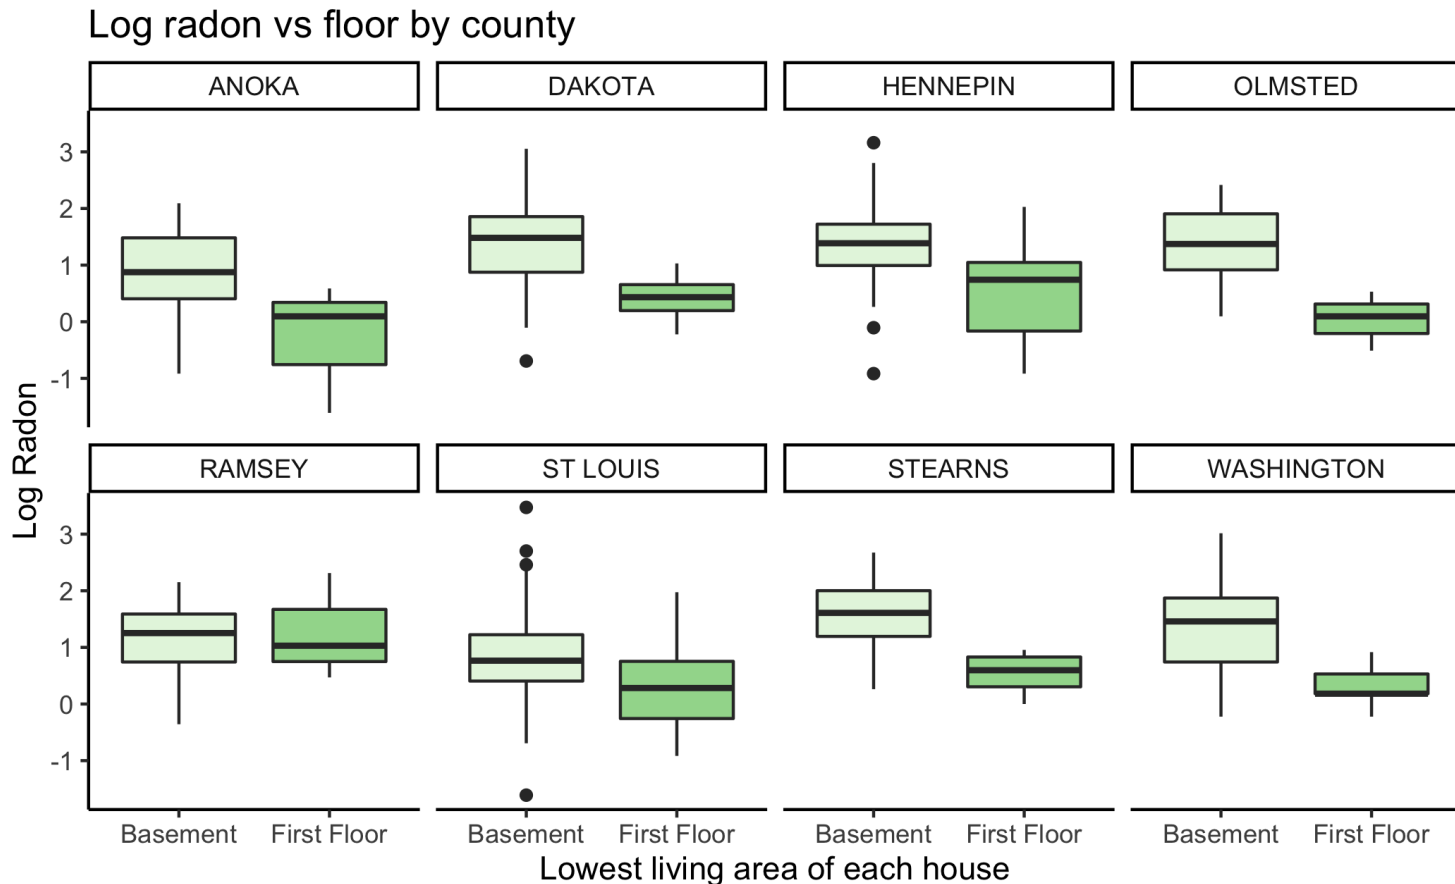 Log radon vs floor by county
ANOKA DAKOTA HENNEPIN OLMSTED
3
2
1
0
-1
Log Radon
RAMSEY ST LOUIS STEARNS WASHINGTON
3
2
1
0
-1
Basement First Floor Basement First Floor Basement First Floor Basement First Floor
Lowest living area of each house